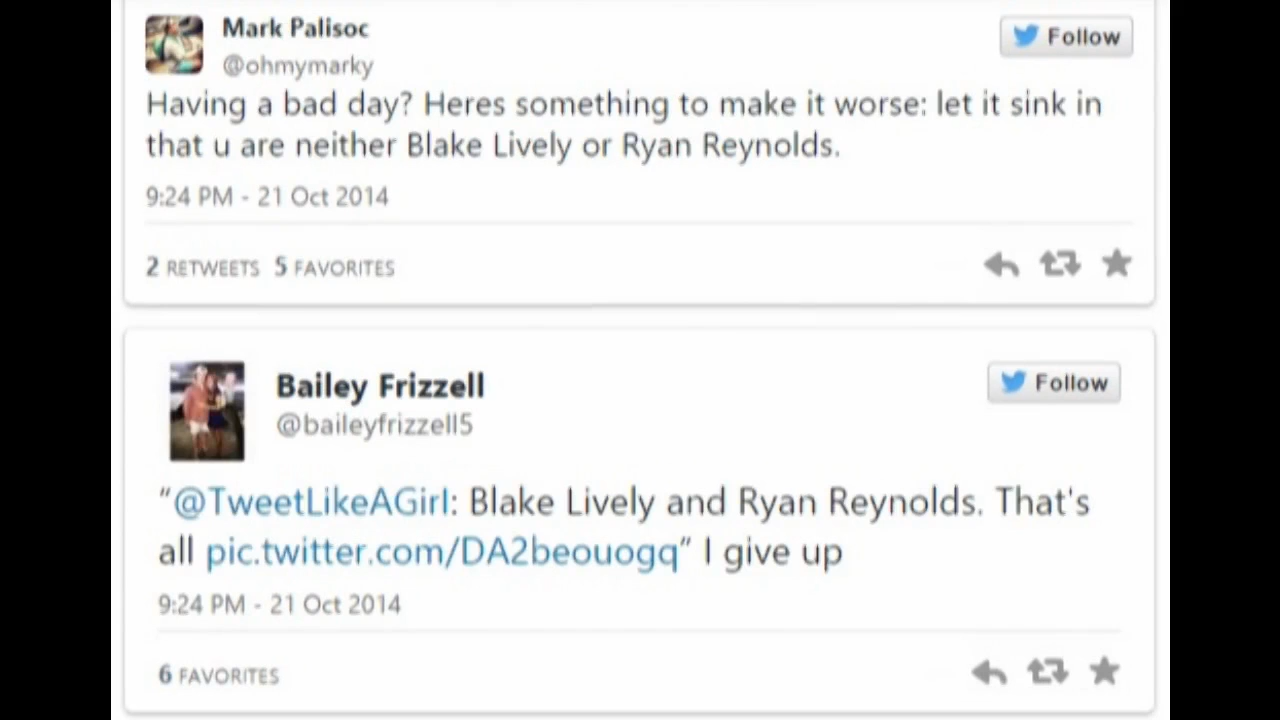 Mark Palisoc
Follow
@ohmymarky
Having a bad day? Heres something to make it worse: let it sink in
that u are neither Blake Lively or Ryan Reynolds.
9:24 PM - 21 Oct 2014
2 RETWEETS 5 FAVORITES
Bailey Frizzell
Follow
@baileyfrizzell5
"@TweetLikeAGirl: Blake Lively and Ryan Reynolds. That's
all pic.twitter.com/DA2beouogq" I give up
9:24 PM - 21 Oct 2014
6 FAVORITES